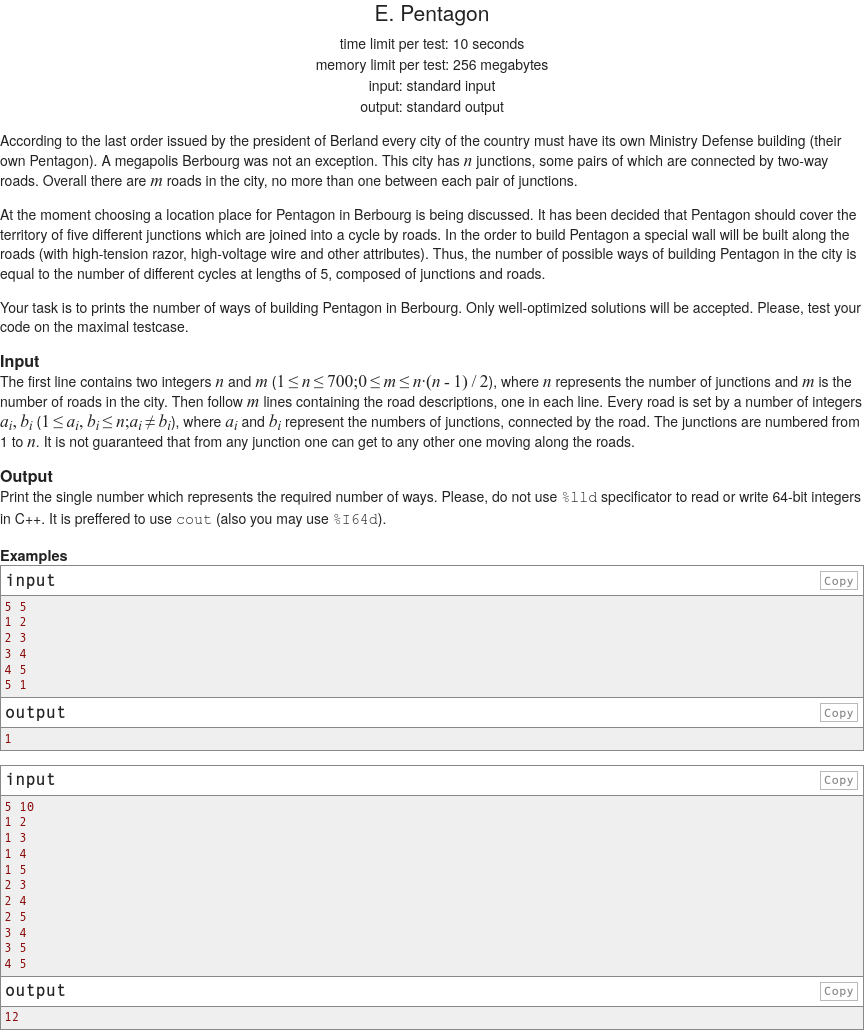 E. Pentagon
time limit per test: 10 seconds
memory limit per test: 256 megabytes
input: standard input
output: standard output
According to the last order issued by the president of Berland every city of the country must have its own Ministry Defense building (their
own Pentagon). A megapolis Berbourg was not an exception. This city has n junctions, some pairs of which are connected by two-way
roads. Overall there are m roads in the city, no more than one between each pair of junctions.
At the moment choosing a location place for Pentagon in Berbourg is being discussed. It has been decided that Pentagon should cover the
territory of five different junctions which are joined into a cycle by roads. In the order to build Pentagon a special wall will be built along the
roads (with high-tension razor, high-voltage wire and other attributes). Thus, the number of possible ways of building Pentagon in the city is
equal to the number of different cycles at lengths of 5, composed of junctions and roads.
Your task is to prints the number of ways of building Pentagon in Berbourg. Only well-optimized solutions will be accepted. Please, test your
code on the maximal testcase.
Input
The first line contains two integers n and m (1 ≤ n ≤ 700; 0 ≤ m ≤ n·(n - 1) / 2), where n represents the number of junctions and m is the
number of roads in the city. Then follow m lines containing the road descriptions, one in each line. Every road is set by a number of integers
a_i, b_i (1 ≤ a_i, b_i ≤ n; a_i ≠ b_i), where a_i and b_i represent the numbers of junctions, connected by the road. The junctions are numbered from
1 to n. It is not guaranteed that from any junction one can get to any other one moving along the roads.
Output
Print the single number which represents the required number of ways. Please, do not use %lld specificator to read or write 64-bit integers
in C++. It is preffered to use cout (also you may use %I64d).
Examples
input Copy
5 5
1 2
2 3
3 4
4 5
5 1
output Copy
1
input Copy
5 10
1 2
1 3
1 4
1 5
2 3
2 4
2 5
3 4
3 5
4 5
output Copy
12